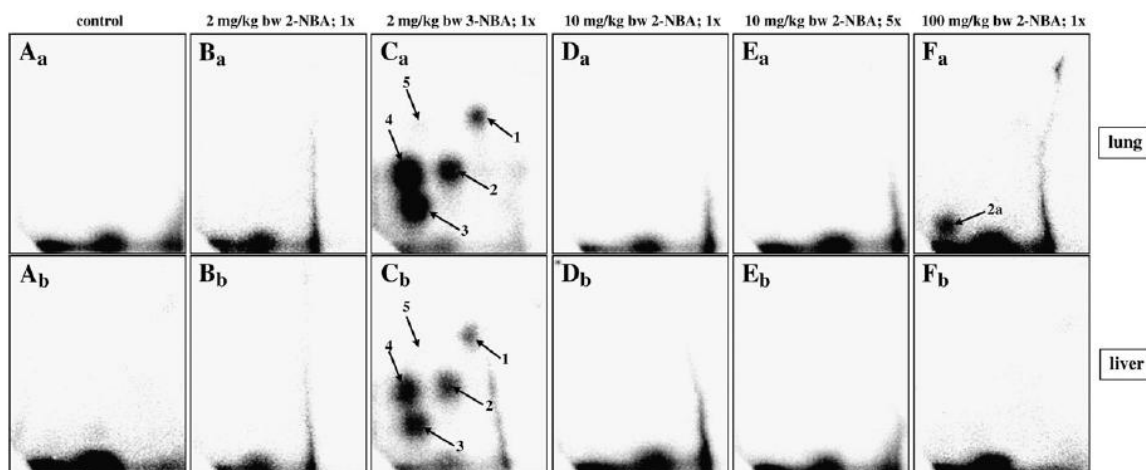 control 2 mg/kg bw 2-NBA; 1x 2 mg/kg bw 3-NBA; 1x 10 mg/kg bw 2-NBA; 1x 10 mg/kg bw 2-NBA; 5x 100 mg/kg bw 2-NBA; 1x
Aa Ba Ca Da Ea Fa
5
4
1
2
3
2a
lung
Ab Bb Cb *Db Eb Fb
5
4
1
2
3
liver